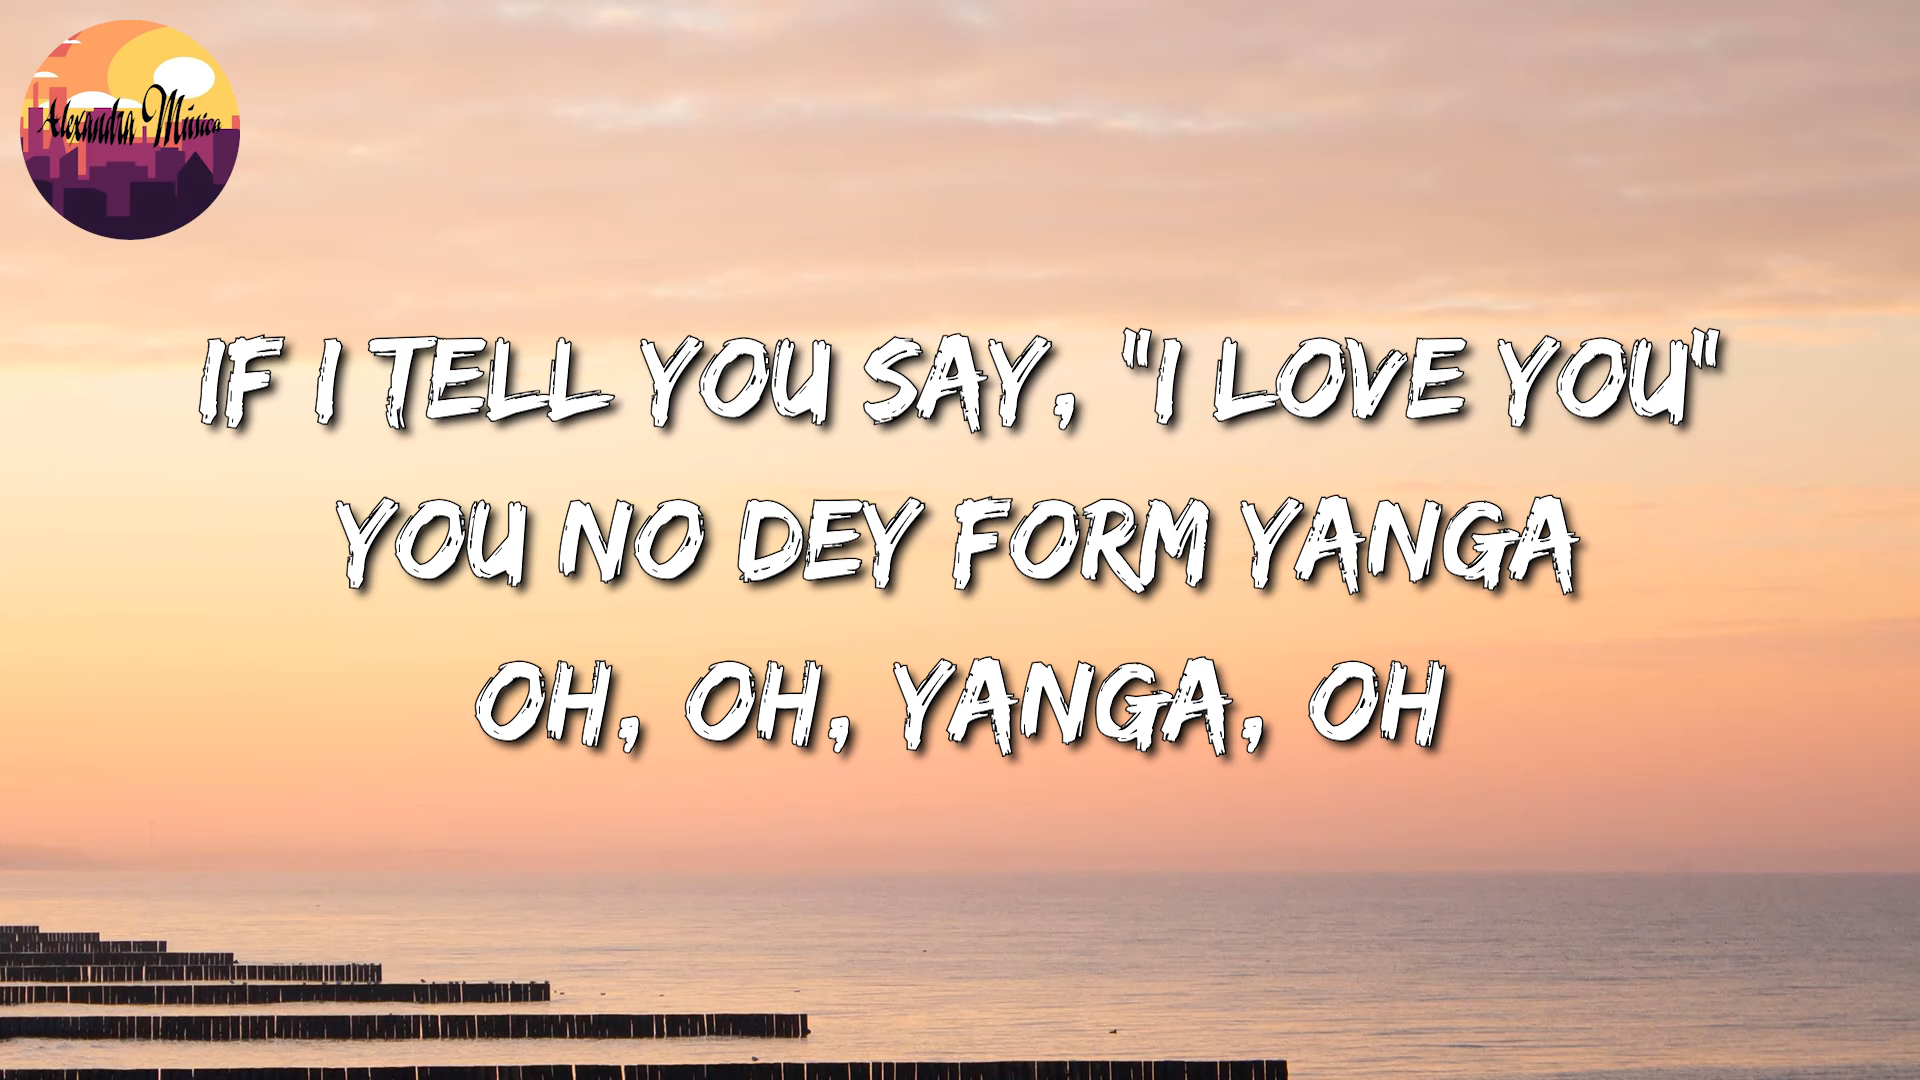 Alexandra Música
IF I TELL YOU SAY, "I LOVE YOU"
YOU NO DEY FORM YANGA
OH, OH, YANGA, OH